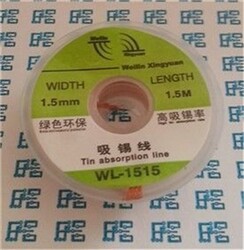 Weilin Xingyuan
WIDTH LENGTH
1.5mm 1.5M
绿色环保 高吸锡率
吸锡线
Tin absorption line
WL-1515